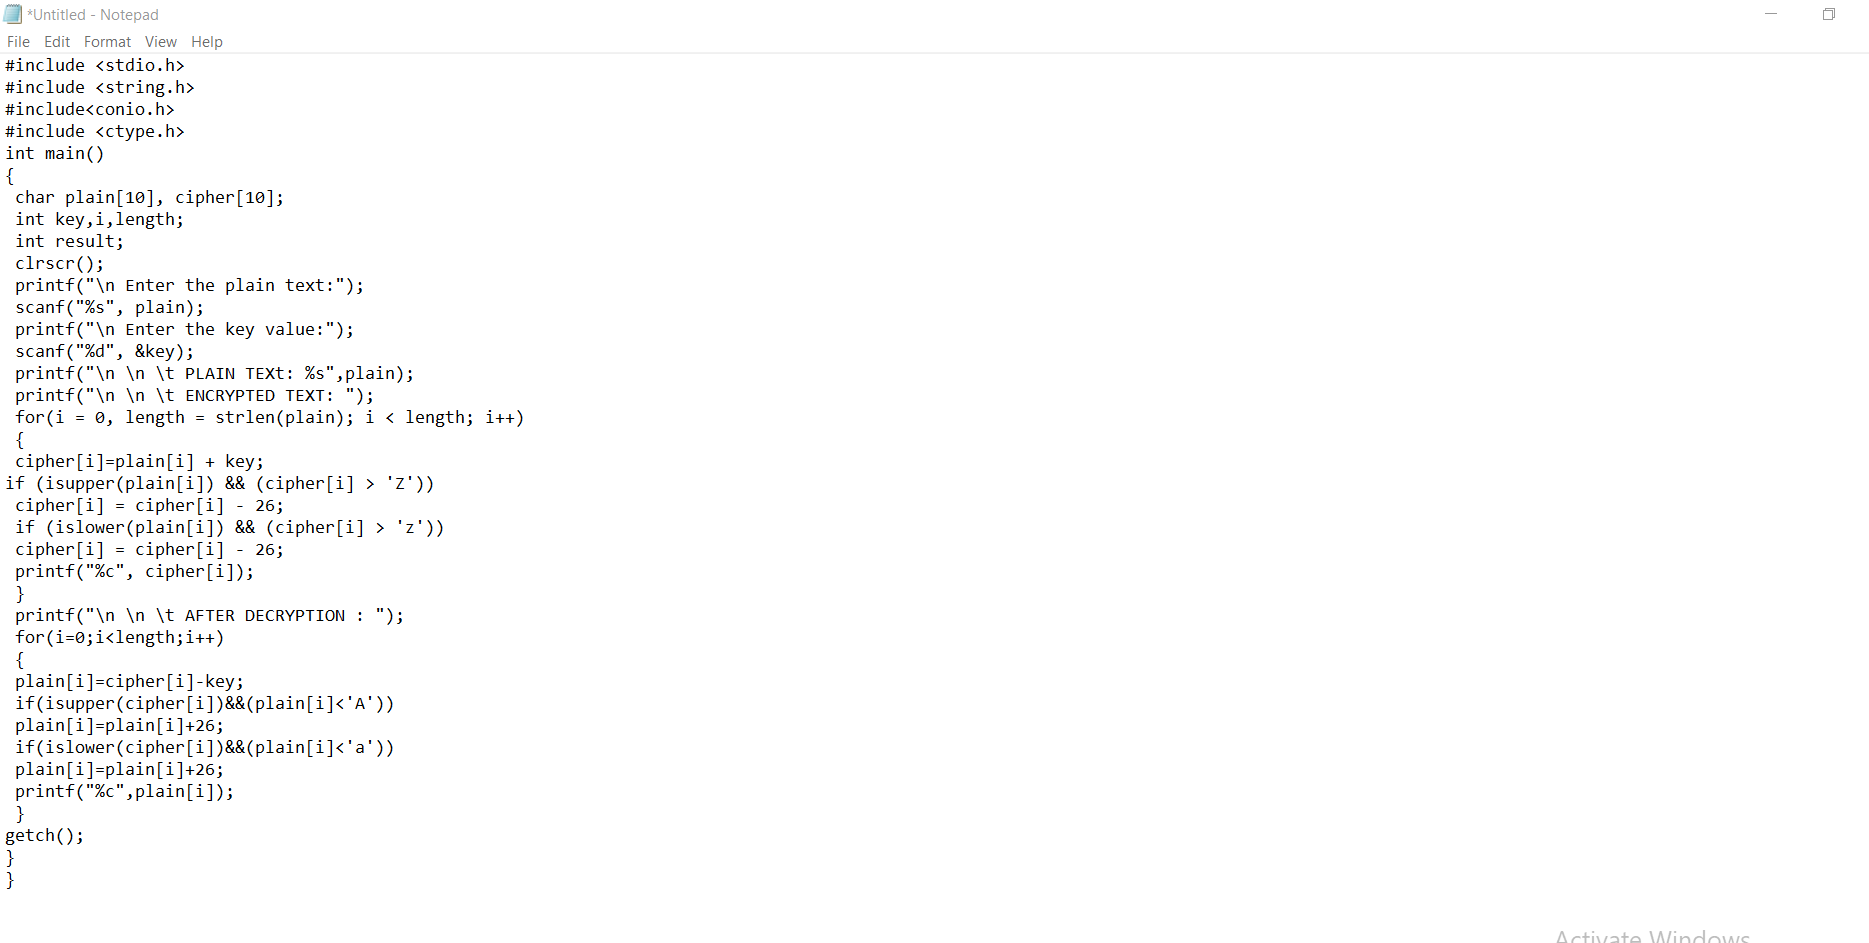 *Untitled - Notepad
File Edit Format View Help
#include <stdio.h>
#include <string.h>
#include<conio.h>
#include <ctype.h>
int main()
{
 char plain[10], cipher[10];
 int key,i,length;
 int result;
 clrscr();
 printf("\n Enter the plain text:");
 scanf("%s", plain);
 printf("\n Enter the key value:");
 scanf("%d", &key);
 printf("\n \n \t PLAIN TEXt: %s",plain);
 printf("\n \n \t ENCRYPTED TEXT: ");
 for(i = 0, length = strlen(plain); i < length; i++)
 {
 cipher[i]=plain[i] + key;
if (isupper(plain[i]) && (cipher[i] > 'Z'))
 cipher[i] = cipher[i] - 26;
 if (islower(plain[i]) && (cipher[i] > 'z'))
 cipher[i] = cipher[i] - 26;
 printf("%c", cipher[i]);
 }
 printf("\n \n \t AFTER DECRYPTION : ");
 for(i=0;i<length;i++)
 {
 plain[i]=cipher[i]-key;
 if(isupper(cipher[i])&&(plain[i]<'A'))
 plain[i]=plain[i]+26;
 if(islower(cipher[i])&&(plain[i]<'a'))
 plain[i]=plain[i]+26;
 printf("%c",plain[i]);
 }
getch();
}
}
Activate Windows